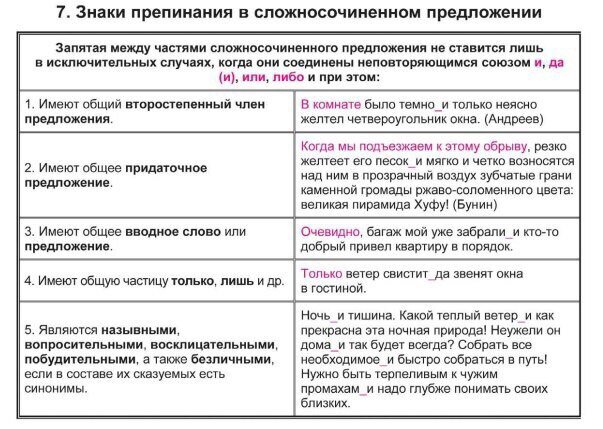 7. Знаки препинания в сложносочиненном предложении
Запятая между частями сложносочиненного предложения не ставится лишь
в исключительных случаях, когда они соединены неповторяющимся союзом и, да
(и), или, либо и при этом:
1. Имеют общий второстепенный член
предложения.
В комнате было темно_и только неясно
желтел четвероугольник окна. (Андреев)
2. Имеют общее придаточное
предложение.
Когда мы подъезжаем к этому обрыву, резко
желтеет его песок_и мягко и четко возносятся
над ним в прозрачный воздух зубчатые грани
каменной громады ржаво-соломенного цвета:
великая пирамида Хуфу! (Бунин)
3. Имеют общее вводное слово или
предложение.
Очевидно, багаж мой уже забрали_и кто-то
добрый привел квартиру в порядок.
4. Имеют общую частицу только, лишь и др.
Только ветер свистит_да звенят окна
в гостиной.
5. Являются назывными,
вопросительными, восклицательными,
побудительными, а также безличными,
если в составе их сказуемых есть
синонимы.
Ночь_и тишина. Какой теплый ветер_и как
прекрасна эта ночная природа! Неужели он
дома_и так будет всегда? Собрать все
необходимое_и быстро собраться в путь!
Нужно быть терпеливым к чужим
промахам_и надо глубже понимать своих
близких.